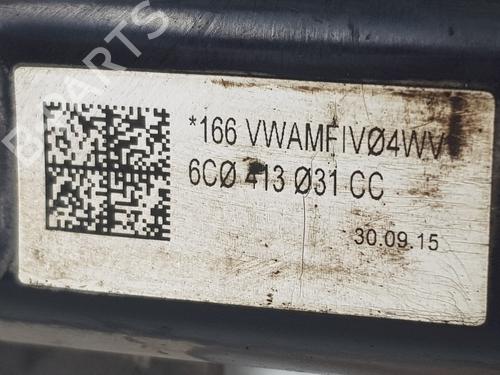 B-PARTS
*166 VWAMFIVØ4WV
6CØ 413 Ø31 CC
30.09.15